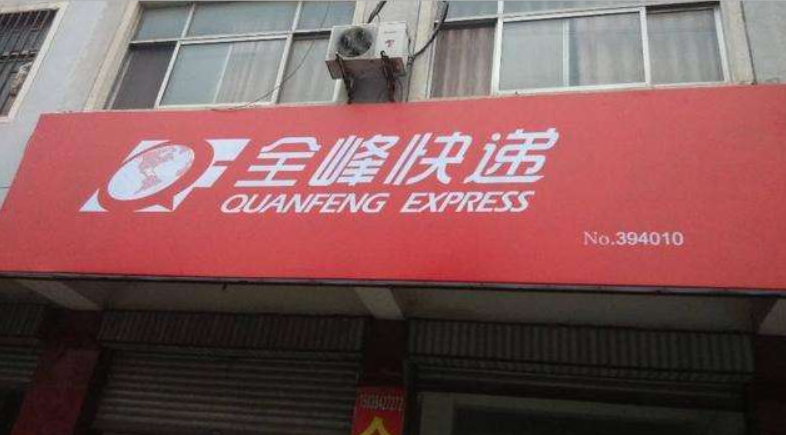 全峰快递
QUANFENG EXPRESS
No.394010